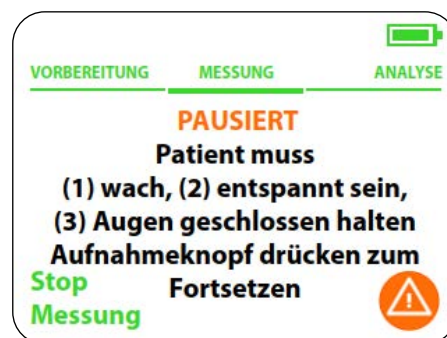 VORBEREITUNG MESSUNG ANALYSE
PAUSIERT
Patient muss
(1) wach, (2) entspannt sein,
(3) Augen geschlossen halten
Aufnahmeknopf drücken zum
Fortsetzen
Stop
Messung